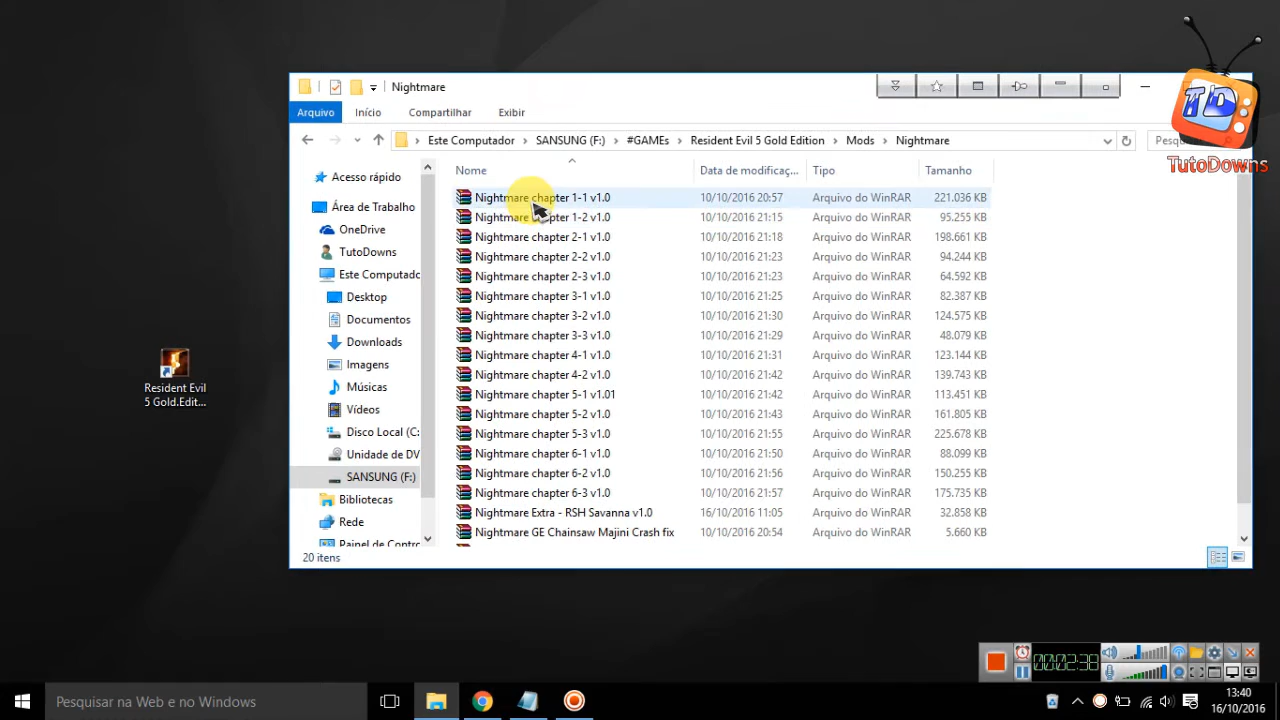 TD
TutoDowns
Nightmare
Arquivo Início Compartilhar Exibir
Este Computador SANSUNG (F:) #GAMEs Resident Evil 5 Gold Edition Mods Nightmare
Nome Data de modificaç... Tipo Tamanho
Acesso rápido
Área de Trabalho
OneDrive
TutoDowns
Este Computado
Desktop
Documentos
Downloads
Imagens
Músicas
Vídeos
Disco Local (C:
Unidade de DV
SANSUNG (F:)
Bibliotecas
Rede
Painel de Contro
Nightmare chapter 1-1 v1.0 10/10/2016 20:57 Arquivo do WinRAR 221.036 KB
Nightmare chapter 1-2 v1.0 10/10/2016 21:15 Arquivo do WinRAR 95.255 KB
Nightmare chapter 2-1 v1.0 10/10/2016 21:18 Arquivo do WinRAR 198.661 KB
Nightmare chapter 2-2 v1.0 10/10/2016 21:23 Arquivo do WinRAR 94.244 KB
Nightmare chapter 2-3 v1.0 10/10/2016 21:23 Arquivo do WinRAR 64.592 KB
Nightmare chapter 3-1 v1.0 10/10/2016 21:25 Arquivo do WinRAR 82.387 KB
Nightmare chapter 3-2 v1.0 10/10/2016 21:30 Arquivo do WinRAR 124.575 KB
Nightmare chapter 3-3 v1.0 10/10/2016 21:29 Arquivo do WinRAR 48.079 KB
Nightmare chapter 4-1 v1.0 10/10/2016 21:31 Arquivo do WinRAR 123.144 KB
Nightmare chapter 4-2 v1.0 10/10/2016 21:42 Arquivo do WinRAR 139.743 KB
Nightmare chapter 5-1 v1.01 10/10/2016 21:42 Arquivo do WinRAR 113.451 KB
Nightmare chapter 5-2 v1.0 10/10/2016 21:43 Arquivo do WinRAR 161.805 KB
Nightmare chapter 5-3 v1.0 10/10/2016 21:55 Arquivo do WinRAR 225.678 KB
Nightmare chapter 6-1 v1.0 10/10/2016 21:50 Arquivo do WinRAR 88.099 KB
Nightmare chapter 6-2 v1.0 10/10/2016 21:56 Arquivo do WinRAR 150.255 KB
Nightmare chapter 6-3 v1.0 10/10/2016 21:57 Arquivo do WinRAR 175.735 KB
Nightmare Extra - RSH Savanna v1.0 16/10/2016 11:05 Arquivo do WinRAR 32.858 KB
Nightmare GE Chainsaw Majini Crash fix 10/10/2016 20:54 Arquivo do WinRAR 5.660 KB
20 itens
Resident Evil
5 Gold.Edit...
00:02:38
Pesquisar na Web e no Windows
13:40
16/10/2016